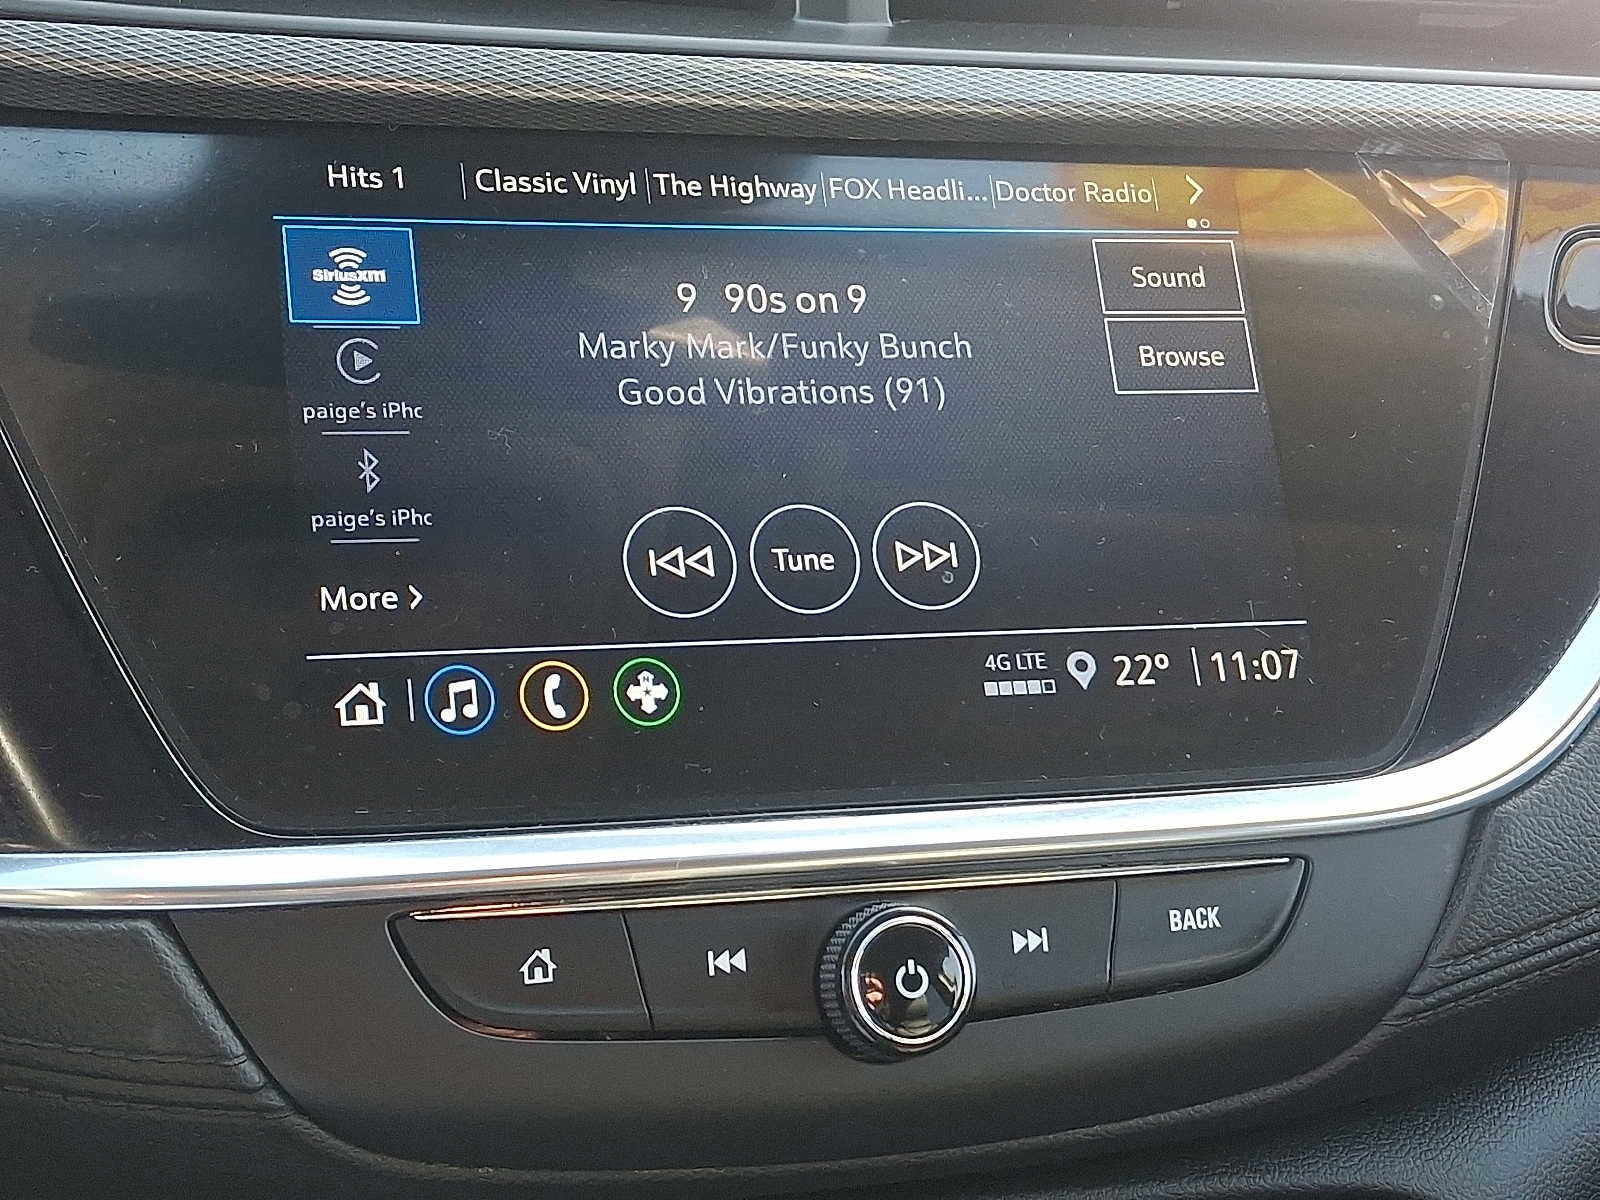 Hits 1 Classic Vinyl The Highway FOX Headli... Doctor Radio
SiriusXM
9 90s on 9
Marky Mark/Funky Bunch
Good Vibrations (91)
Sound
Browse
paige's iPhc
paige's iPhc
Tune
More
4G LTE 22° 11:07
N
BACK